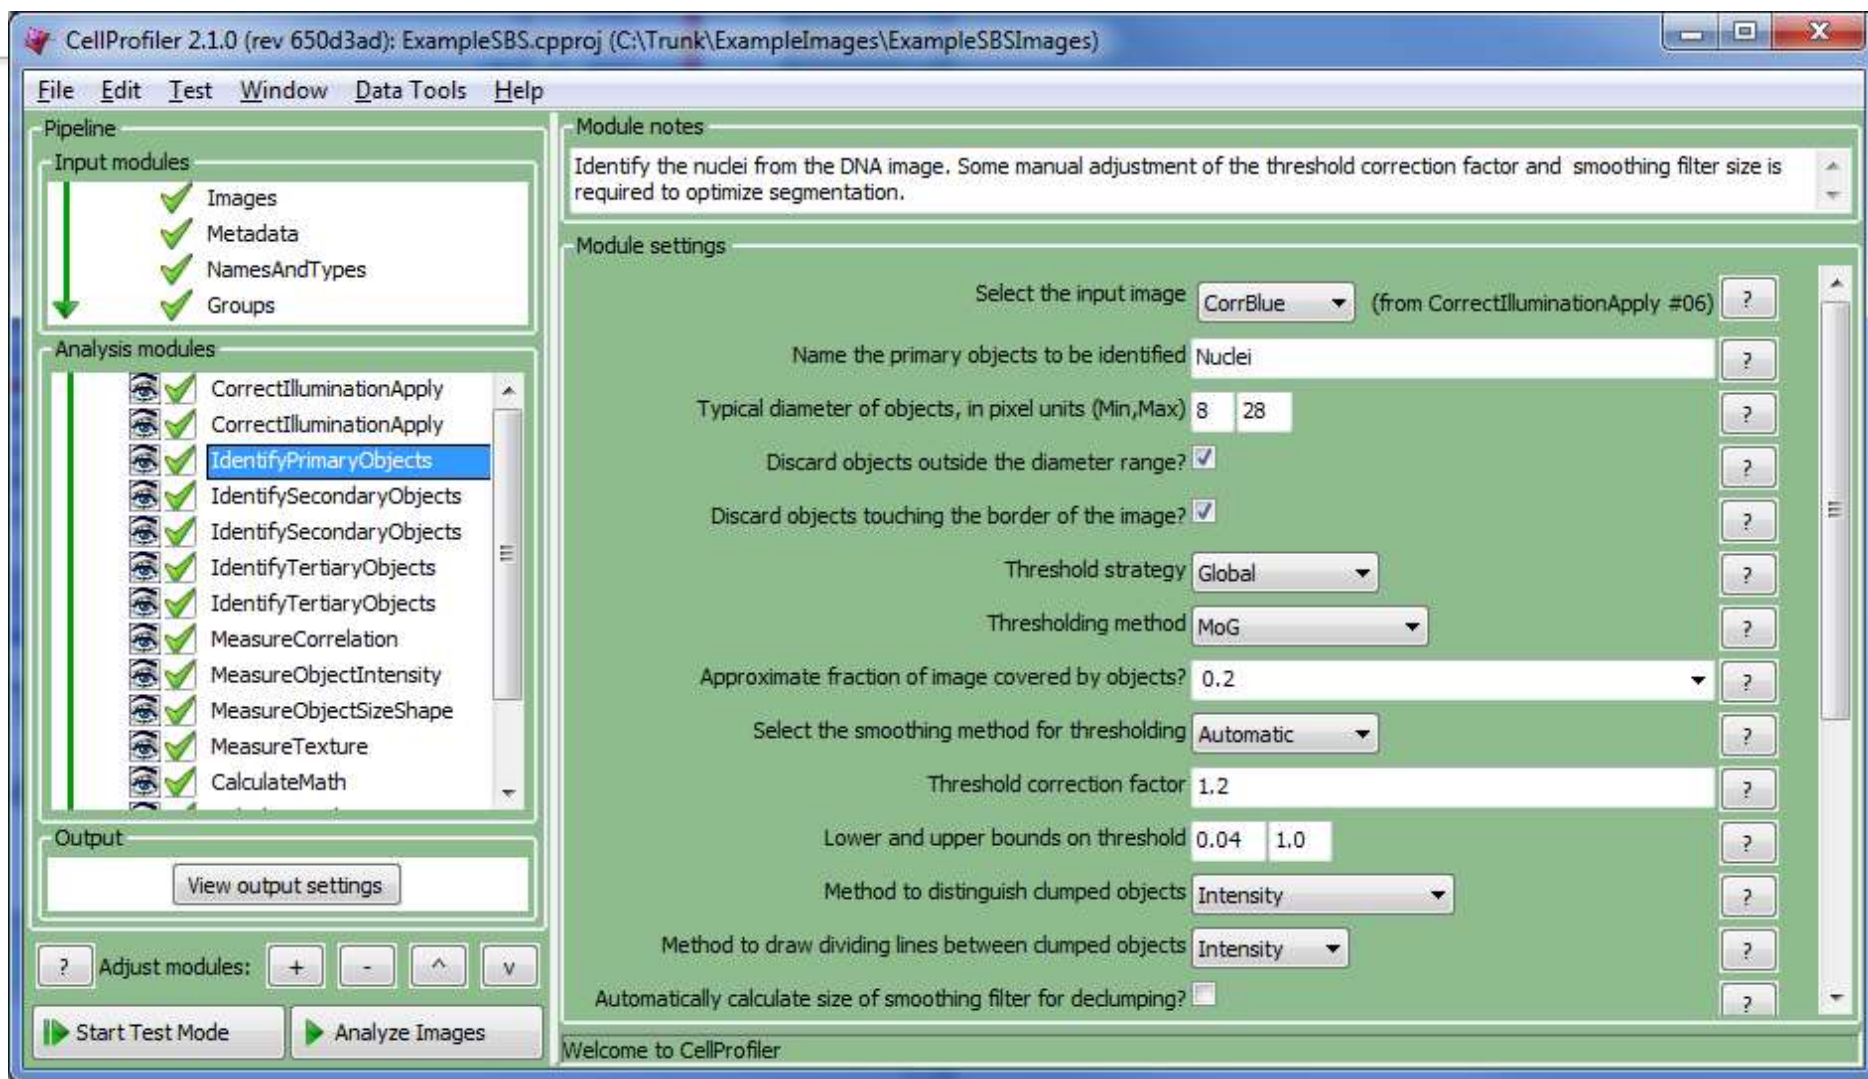 CellProfiler 2.1.0 (rev 650d3ad): ExampleSBS.cpproj (C:\Trunk\ExampleImages\ExampleSBSImages)
File Edit Test Window Data Tools Help
Pipeline
Input modules
Images
Metadata
NamesAndTypes
Groups
Analysis modules
CorrectIlluminationApply
CorrectIlluminationApply
IdentifyPrimaryObjects
IdentifySecondaryObjects
IdentifySecondaryObjects
IdentifyTertiaryObjects
IdentifyTertiaryObjects
MeasureCorrelation
MeasureObjectIntensity
MeasureObjectSizeShape
MeasureTexture
CalculateMath
Output
View output settings
? Adjust modules: + - ^ v
Start Test Mode Analyze Images
Module notes
Identify the nuclei from the DNA image. Some manual adjustment of the threshold correction factor and smoothing filter size is
required to optimize segmentation.
Module settings
Select the input image CorrBlue (from CorrectIlluminationApply #06) ?
Name the primary objects to be identified Nuclei ?
Typical diameter of objects, in pixel units (Min,Max) 8 28 ?
Discard objects outside the diameter range? ?
Discard objects touching the border of the image? ?
Threshold strategy Global ?
Thresholding method MoG ?
Approximate fraction of image covered by objects? 0.2 ?
Select the smoothing method for thresholding Automatic ?
Threshold correction factor 1.2 ?
Lower and upper bounds on threshold 0.04 1.0 ?
Method to distinguish clumped objects Intensity ?
Method to draw dividing lines between clumped objects Intensity ?
Automatically calculate size of smoothing filter for declumping? ?
Welcome to CellProfiler